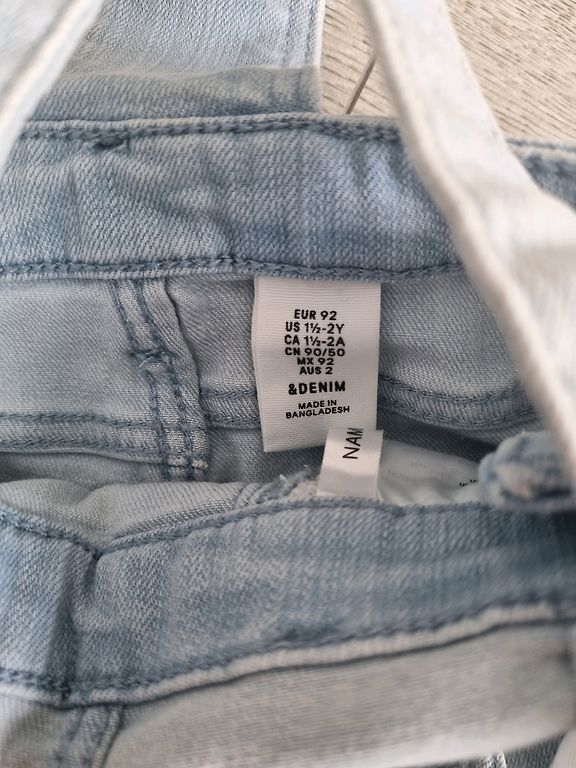 EUR 92
US 1½-2Y
CA 1½-2A
CN 90/50
MX 92
AUS 2
&DENIM
MADE IN
BANGLADESH
NAM